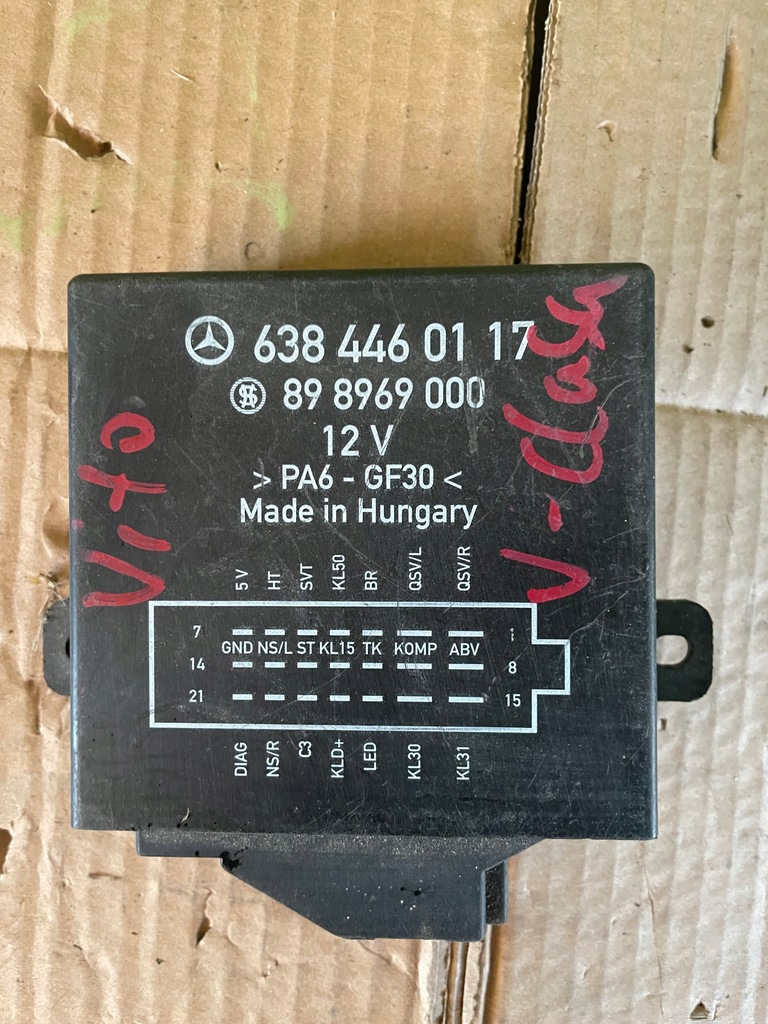 638 446 01 17
89 8969 000
12 V
> PA6 - GF30 <
Made in Hungary
Vito
V-Class
5 V HT SVT KL50 BR QSV/L QSV/R
7 1
GND NS/L ST KL15 TK KOMP ABV
14 8
21 15
DIAG NS/R C3 KLD+ LED KL30 KL31